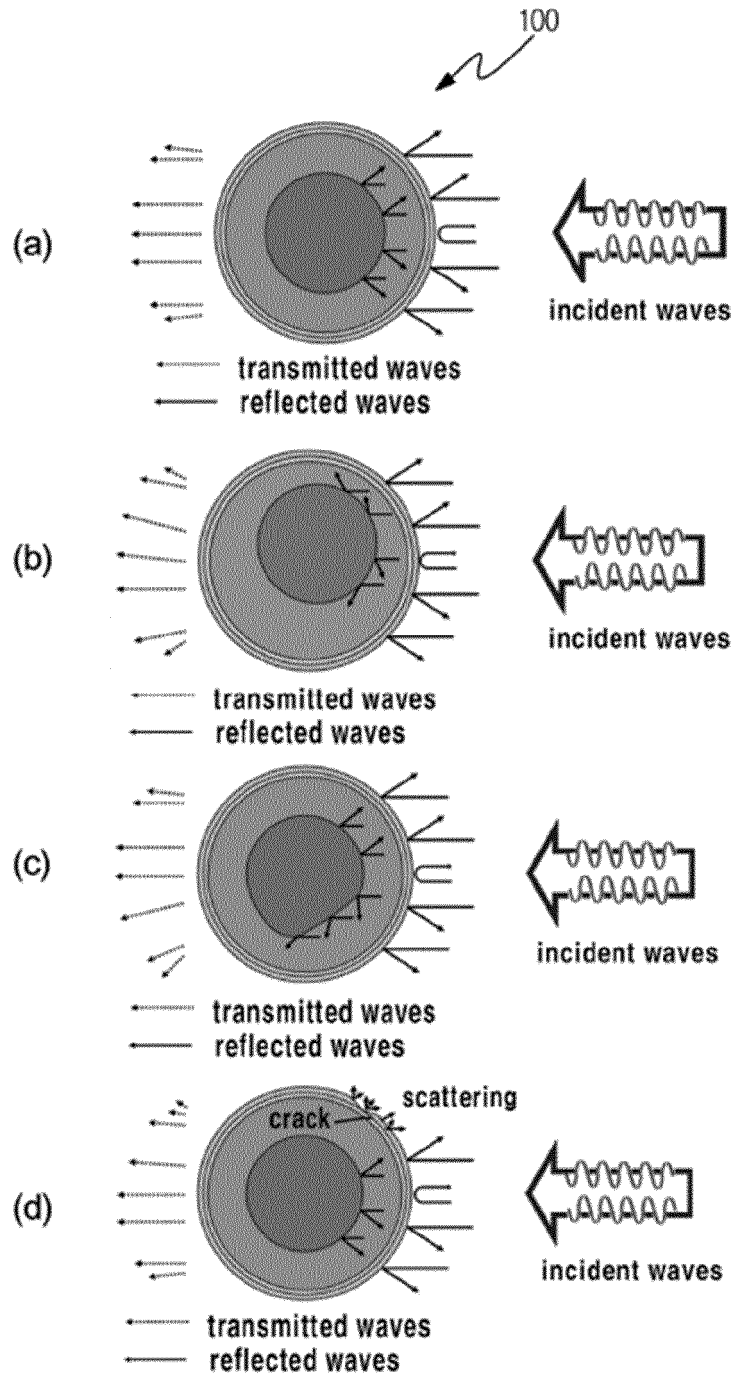 100
(a)
incident waves
transmitted waves
reflected waves
(b)
incident waves
transmitted waves
reflected waves
(c)
incident waves
transmitted waves
reflected waves
(d)
scattering
crack
incident waves
transmitted waves
reflected waves